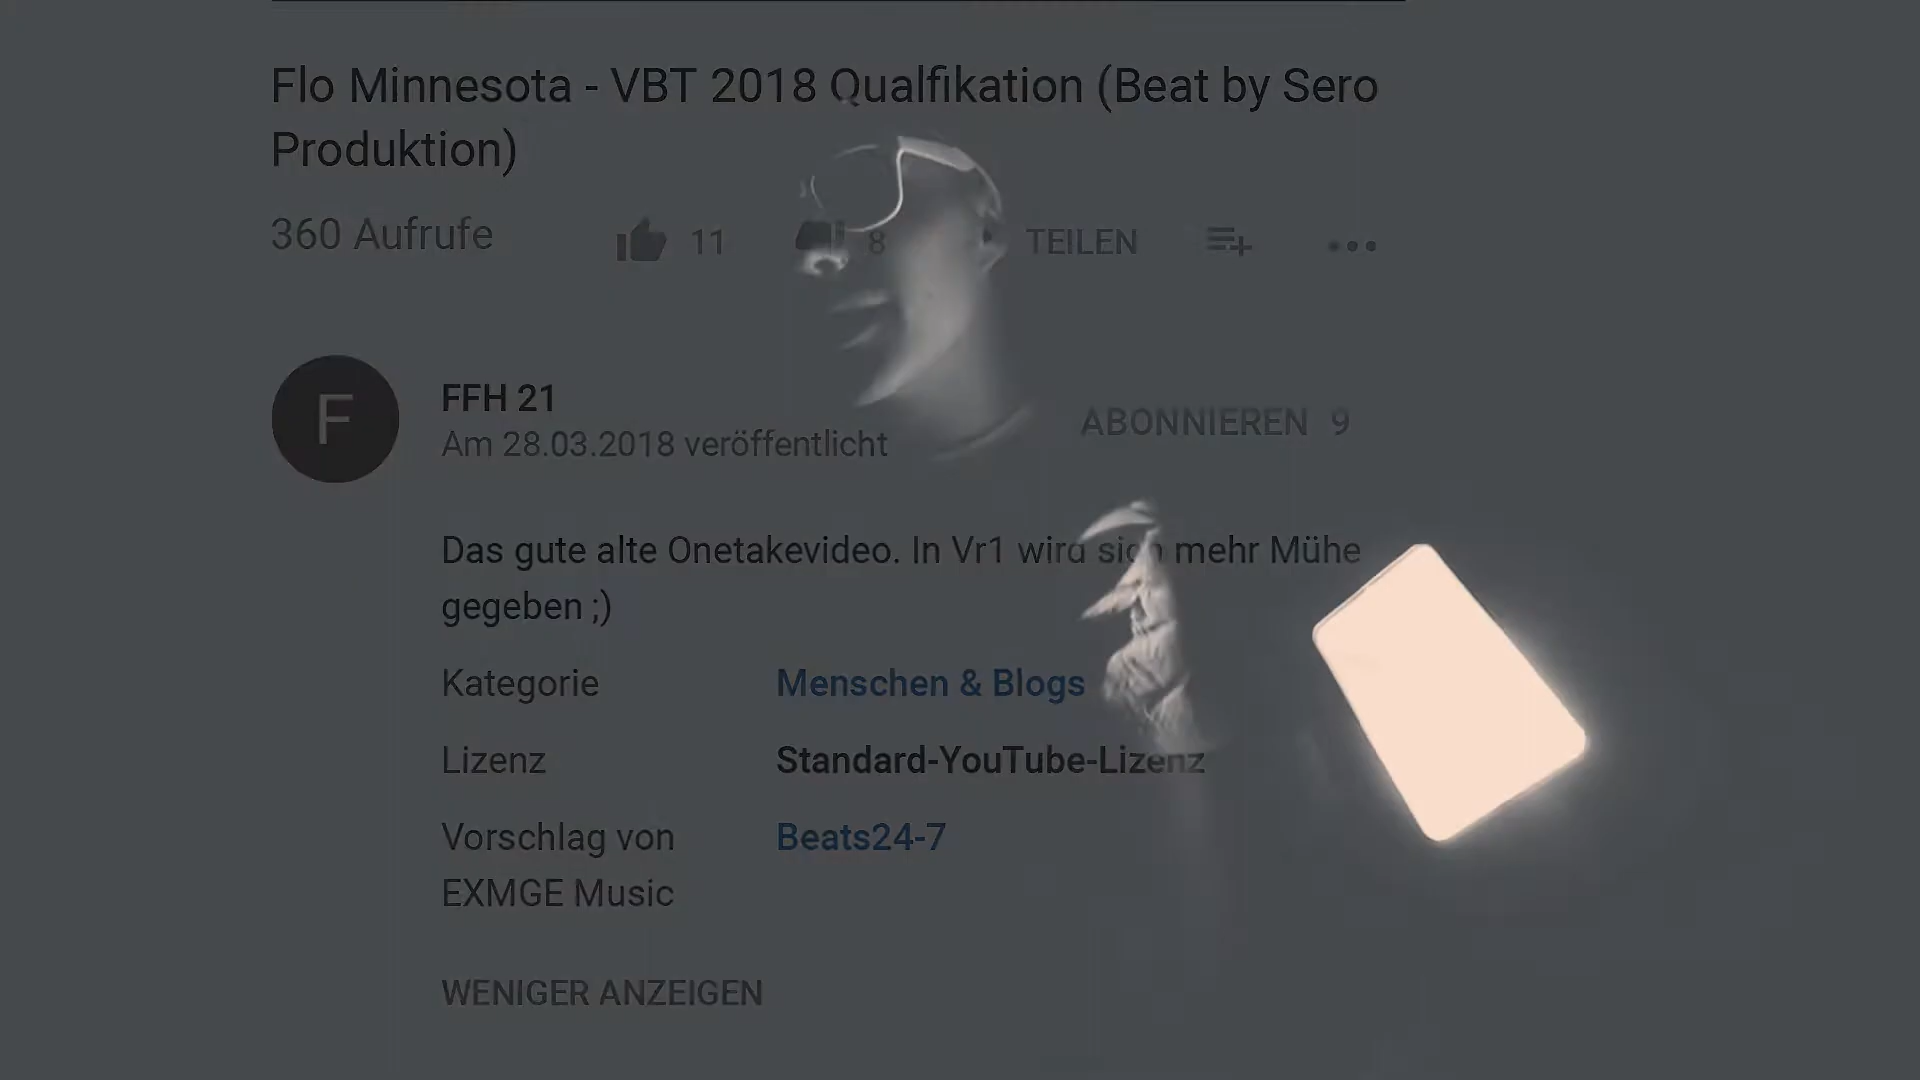 Flo Minnesota - VBT 2018 Qualfikation (Beat by Sero
Produktion)
360 Aufrufe 11 8 TEILEN
F
FFH 21
Am 28.03.2018 veröffentlicht
ABONNIEREN 9
Das gute alte Onetakevideo. In Vr1 wird sich mehr Mühe
gegeben ;)
Kategorie Menschen & Blogs
Lizenz Standard-YouTube-Lizenz
Vorschlag von Beats24-7
EXMGE Music
WENIGER ANZEIGEN